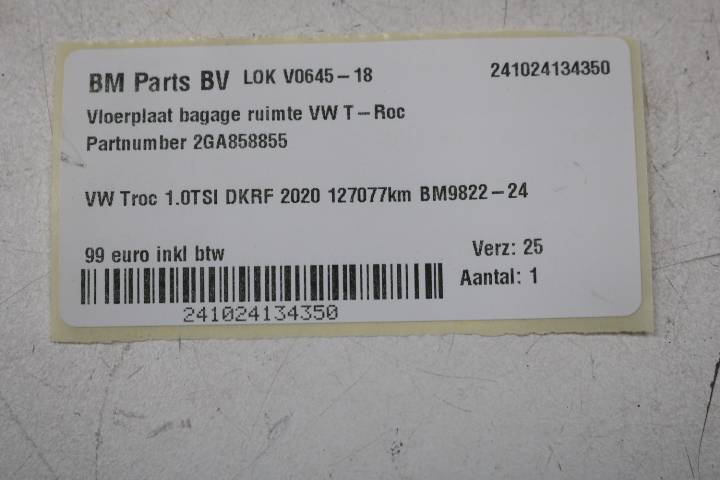 BM Parts BV LOK V0645-18 241024134350
Vloerplaat bagage ruimte VW T-Roc
Partnumber 2GA858855
VW Troc 1.0TSI DKRF 2020 127077km BM9822-24
99 euro inkl btw Verz: 25
Aantal: 1
241024134350